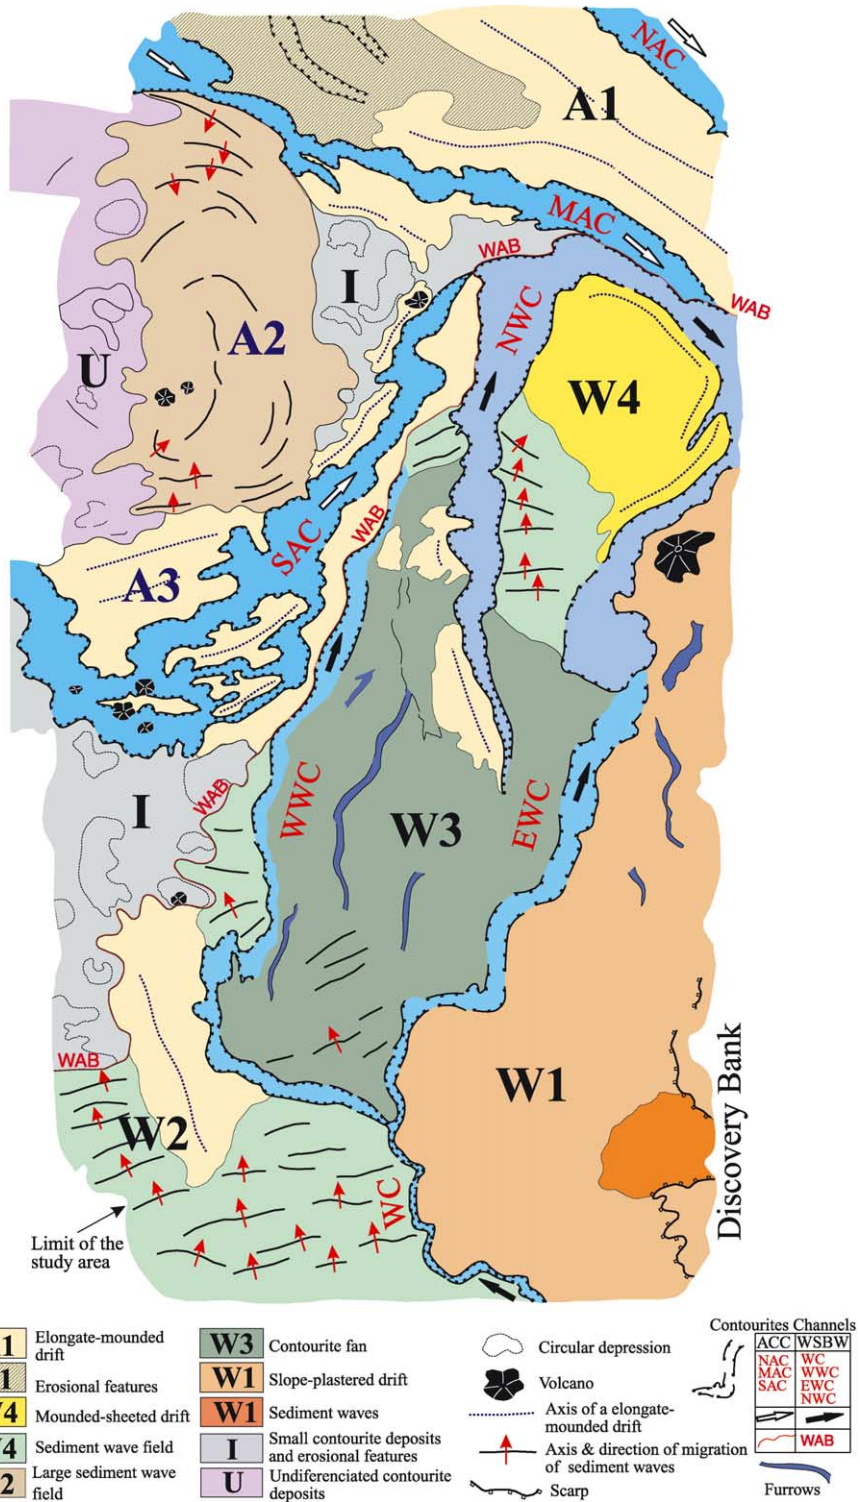 NAC
A1
MAC
WAB
WAB
I
NWC
A2
U
W4
WAB
SAC
A3
WWC
EWC
WAB
I
W3
W1
Discovery Bank
WAB
W2
WC
Limit of the
study area
1 Elongate-mounded
drift
1 Erosional features
4 Mounded-sheeted drift
4 Sediment wave field
2 Large sediment wave
field
W3 Contourite fan
W1 Slope-plastered drift
W1 Sediment waves
I Small contourite deposits
and erosional features
U Undiferenciated contourite
deposits
Circular depression
Volcano
Axis of a elongate-
mounded drift
Axis & direction of migration
of sediment waves
Scarp
Contourites Channels
ACC WSBW
NAC WC
MAC WWC
SAC EWC
NWC
WAB
Furrows